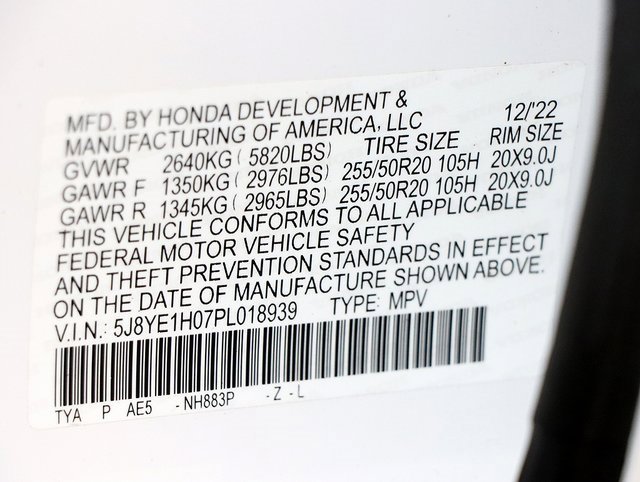 MFD. BY HONDA DEVELOPMENT &
MANUFACTURING OF AMERICA, LLC 12/'22
GVWR 2640KG ( 5820LBS) TIRE SIZE RIM SIZE
GAWR F 1350KG ( 2976LBS) 255/50R20 105H 20X9.0J
GAWR R 1345KG ( 2965LBS) 255/50R20 105H 20X9.0J
THIS VEHICLE CONFORMS TO ALL APPLICABLE
FEDERAL MOTOR VEHICLE SAFETY
AND THEFT PREVENTION STANDARDS IN EFFECT
ON THE DATE OF MANUFACTURE SHOWN ABOVE.
V.I.N.: 5J8YE1H07PL018939 TYPE: MPV
TYA P AE5 -NH883P -Z -L